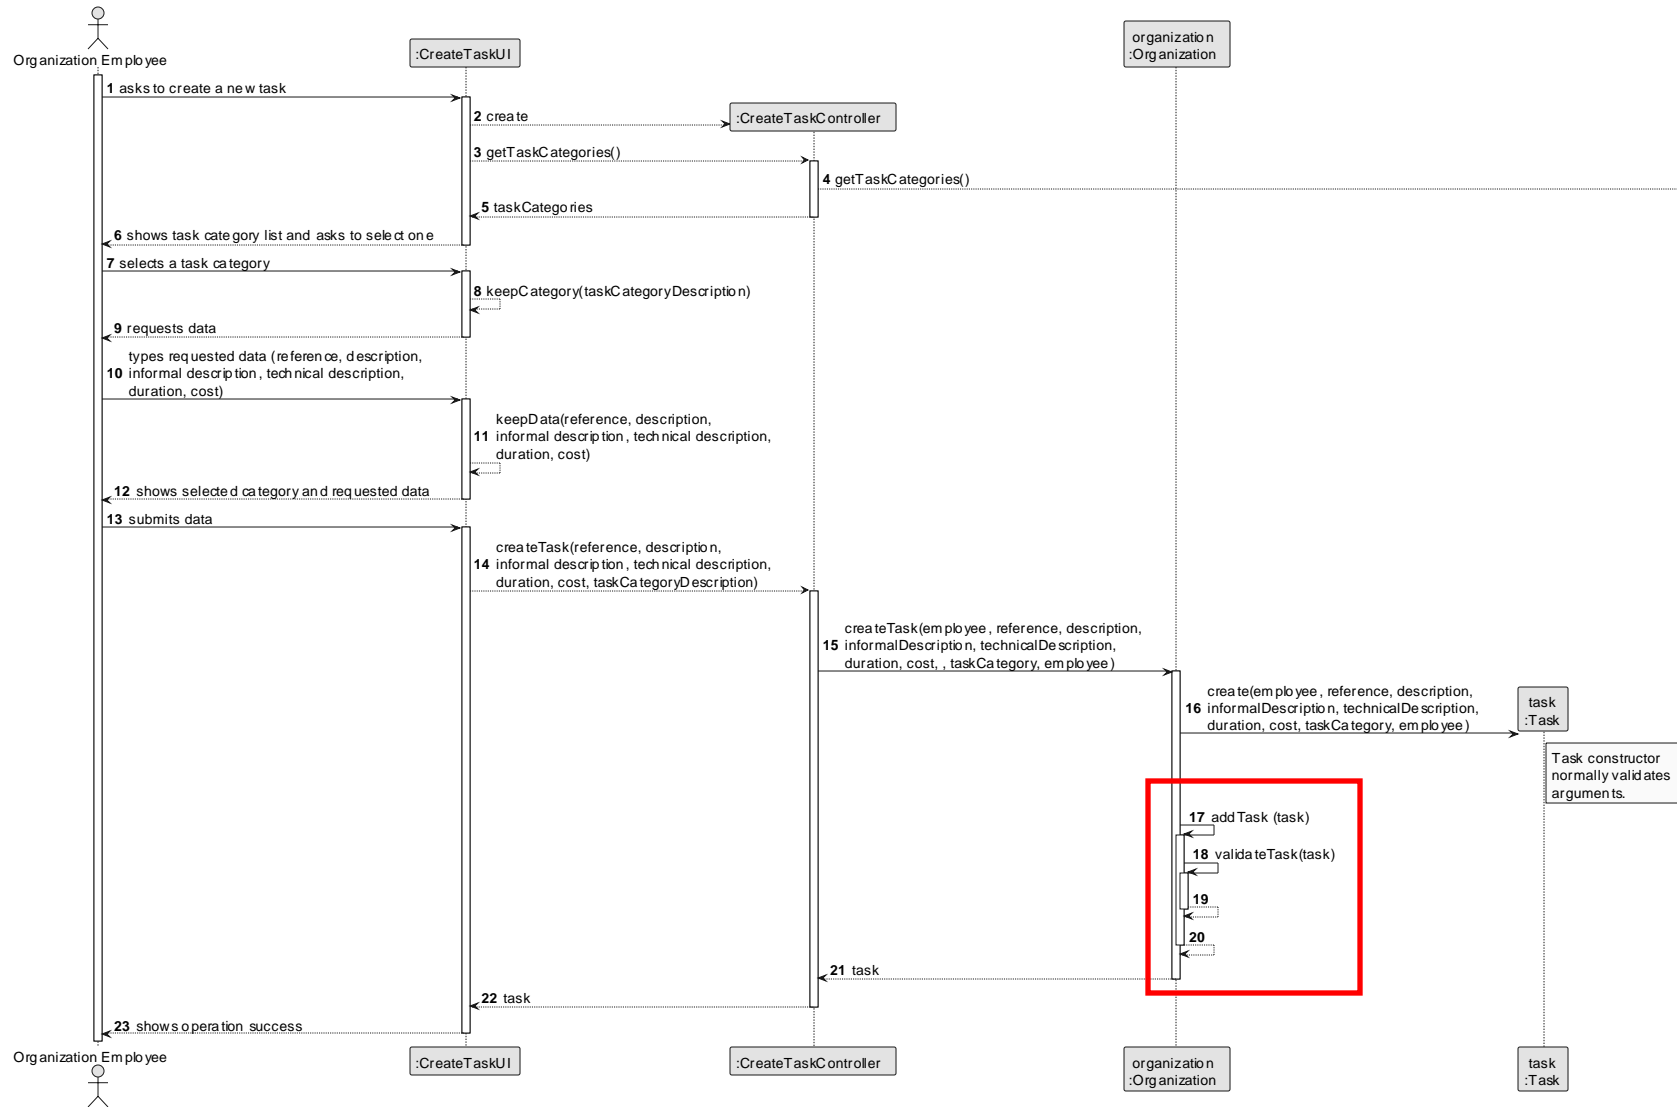 Organization Employee
:CreateTaskUI
organization
:Organization
1 asks to create a new task
2 create
:CreateTaskController
3 getTaskCategories()
4 getTaskCategories()
5 taskCategories
6 shows task category list and asks to select one
7 selects a task category
8 keepCategory(taskCategoryDescription)
9 requests data
types requested data (reference, description,
10 informal description, technical description,
duration, cost)
keepData(reference, description,
11 informal description, technical description,
duration, cost)
12 shows selected category and requested data
13 submits data
createTask(reference, description,
14 informal description, technical description,
duration, cost, taskCategoryDescription)
createTask(employee, reference, description,
15 informalDescription, technicalDescription,
duration, cost, , taskCategory, employee)
create(employee, reference, description,
16 informalDescription, technicalDescription,
duration, cost, taskCategory, employee)
task
:Task
Task constructor
normally validates
arguments.
17 addTask (task)
18 validateTask(task)
19
20
21 task
22 task
23 shows operation success
Organization Employee
:CreateTaskUI
:CreateTaskController
organization
:Organization
task
:Task